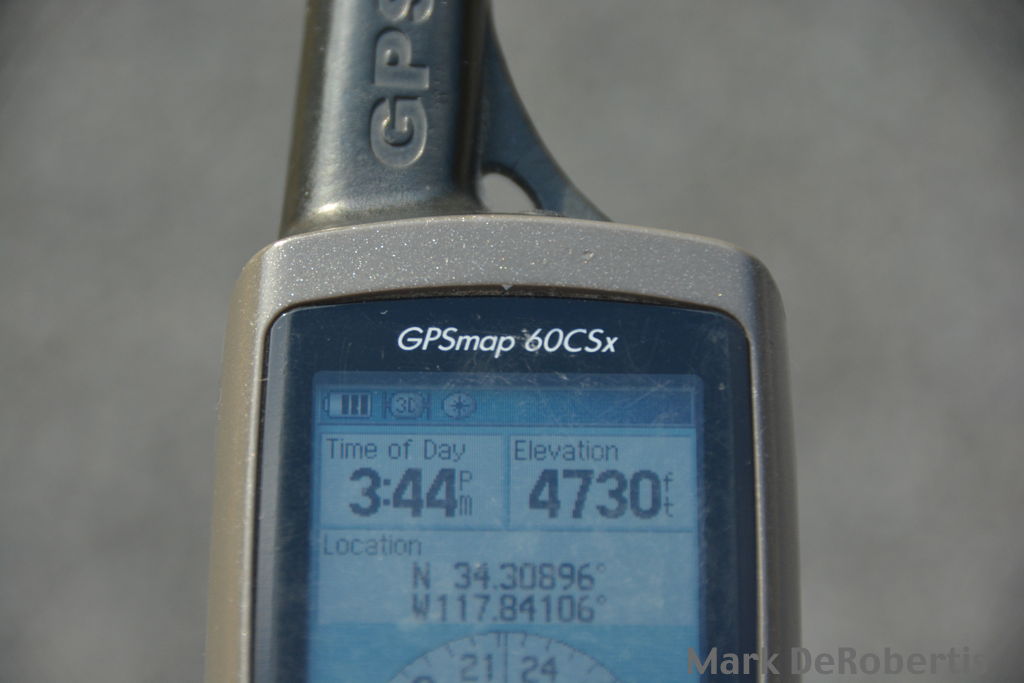 GPS
GPSmap 60CSx
3D
Time of Day
Elevation
3:44 Pm
4730 ft
Location
N 34.30896°
W117.84106°
21 24
Mark DeRobertis